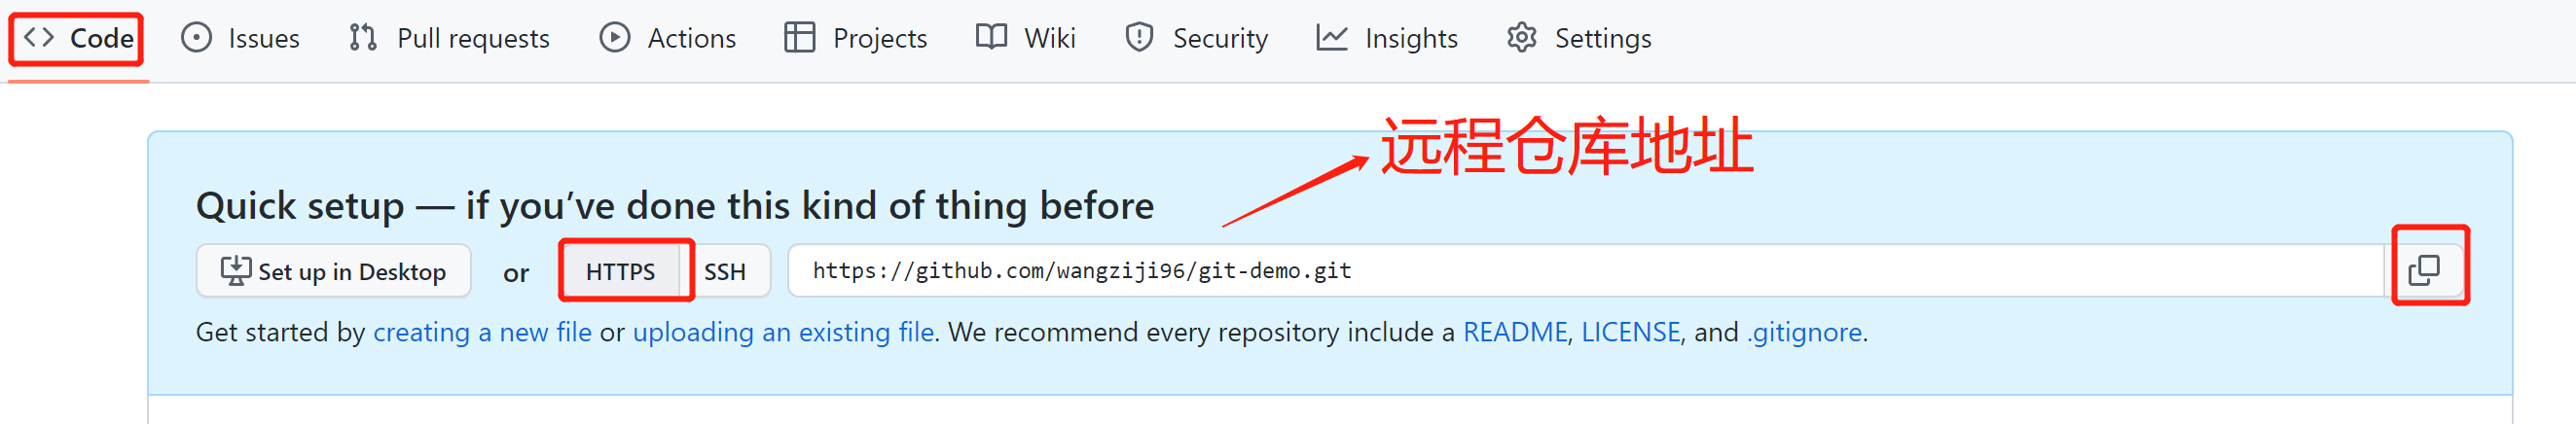 Code Issues Pull requests Actions Projects Wiki Security Insights Settings
远程仓库地址
Quick setup — if you’ve done this kind of thing before
Set up in Desktop or HTTPS SSH https://github.com/wangziji96/git-demo.git
Get started by creating a new file or uploading an existing file. We recommend every repository include a README, LICENSE, and .gitignore.